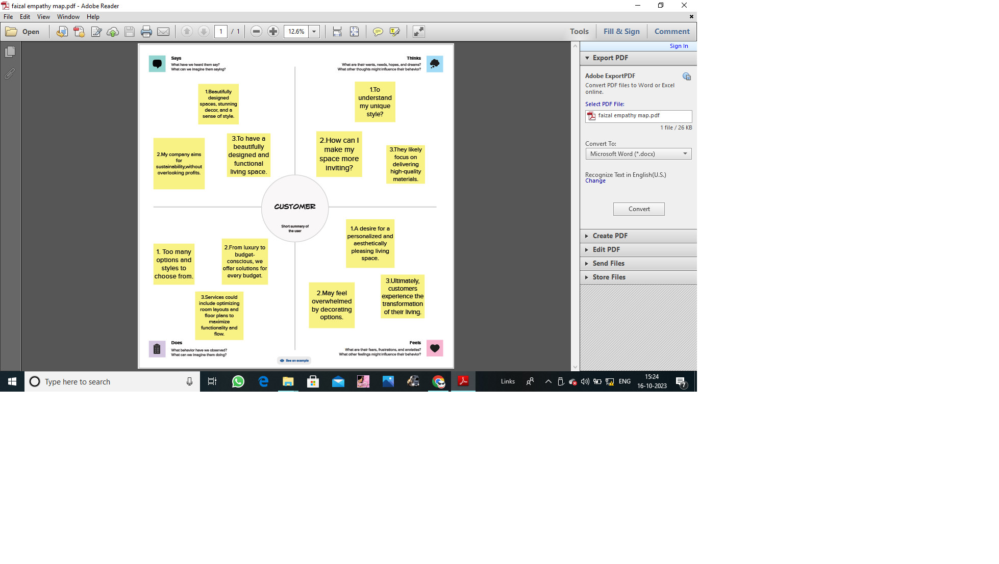 faizal empathy map.pdf - Adobe Reader
File Edit View Window Help
Open
1 / 1
12.6%
Tools
Fill & Sign
Comment
Says
What have we heard them say?
What can we imagine them saying?
Thinks
What are their wants, needs, hopes, and dreams?
What other thoughts might influence their behavior?
1.Beautifully
designed
spaces, stunning
decor, and a
sense of style.
2.My company aims
for
sustainability,without
overlooking profits.
3.To have a
beautifully
designed and
functional
living space.
1.To
understand
my unique
style?
2.How can I
make my
space more
inviting?
3.They likely
focus on
delivering
high-quality
materials.
CUSTOMER
Short summary of
the user
1. Too many
options and
styles to
choose from.
2.From luxury to
budget-
conscious, we
offer solutions for
every budget.
3.Services could
include optimizing
room layouts and
floor plans to
maximize
functionality and
flow.
1.A desire for a
personalized and
aesthetically
pleasing living
space.
2.May feel
overwhelmed
by decorating
options.
3.Ultimately,
customers
experience the
transformation
of their living.
Does
What behavior have we observed?
What can we imagine them doing?
Feels
What are their fears, frustrations, and anxieties?
What other feelings might influence their behavior?
See an example
Sign In
Export PDF
Adobe ExportPDF
Convert PDF files to Word or Excel
online.
Select PDF File:
faizal empathy map.pdf
1 file / 26 KB
Convert To:
Microsoft Word (*.docx)
Recognize Text in English(U.S.)
Change
Convert
Create PDF
Edit PDF
Send Files
Store Files
Type here to search
Links
ENG
15:24
16-10-2023
7